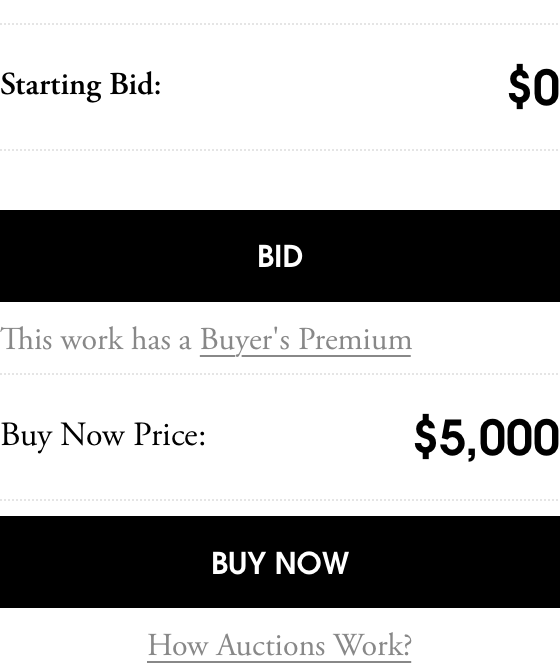 Starting Bid: $0
BID
This work has a Buyer's Premium
Buy Now Price: $5,000
BUY NOW
How Auctions Work?